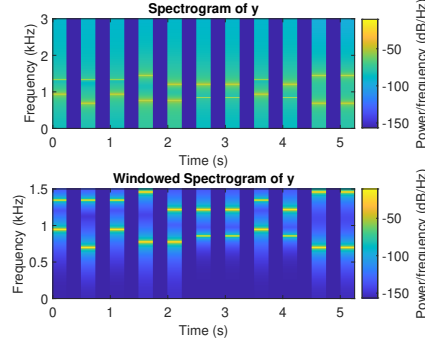 Spectrogram of y
3
2
1
0
Frequency (kHz)
0 1 2 3 4 5
Time (s)
-50
-100
-150
Power/frequency (dB/Hz)
Windowed Spectrogram of y
1.5
1
0.5
0
Frequency (kHz)
0 1 2 3 4 5
Time (s)
-50
-100
-150
Power/frequency (dB/Hz)